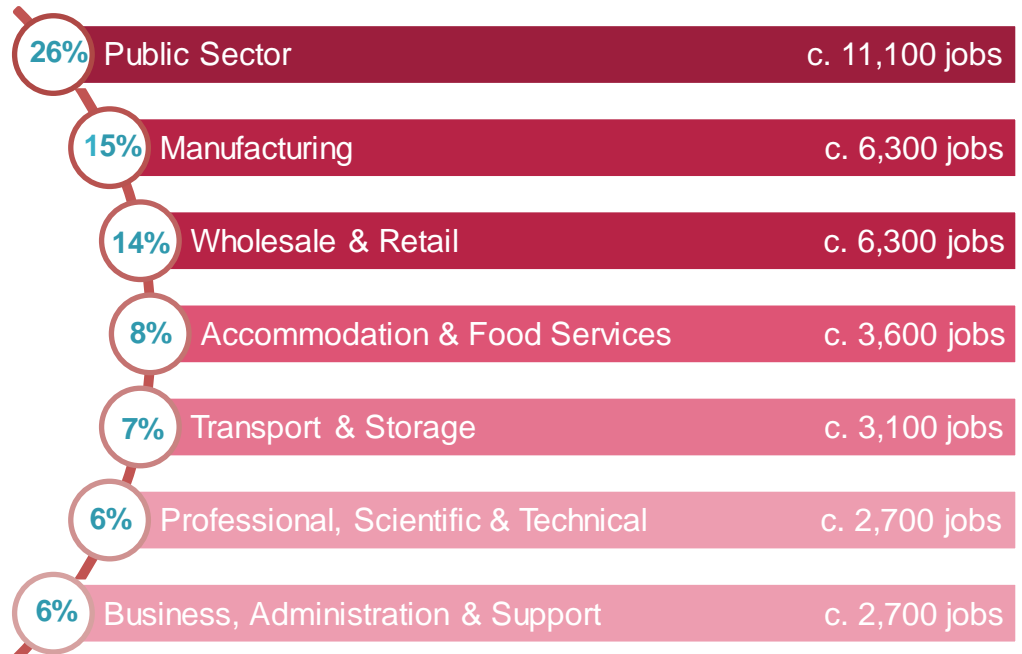 26% Public Sector c. 11,100 jobs
15% Manufacturing c. 6,300 jobs
14% Wholesale & Retail c. 6,300 jobs
8% Accommodation & Food Services c. 3,600 jobs
7% Transport & Storage c. 3,100 jobs
6% Professional, Scientific & Technical c. 2,700 jobs
6% Business, Administration & Support c. 2,700 jobs